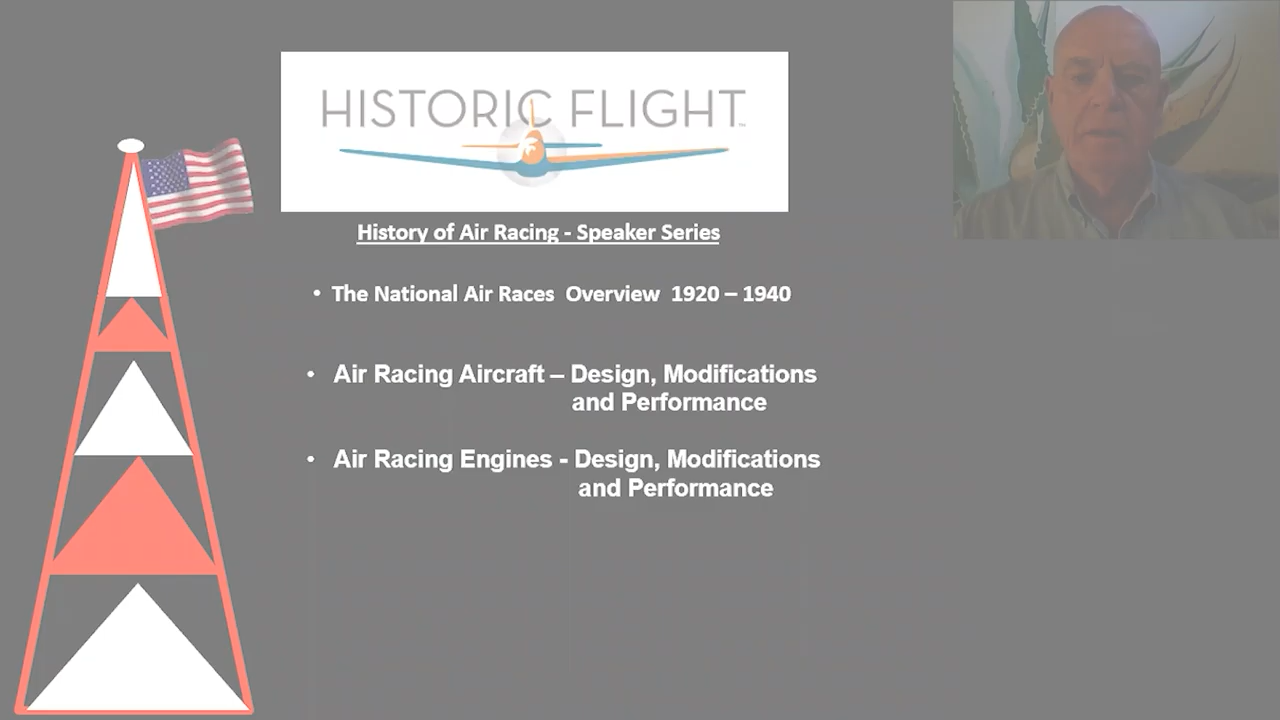 HISTORIC FLIGHT™
History of Air Racing - Speaker Series
• The National Air Races Overview 1920 – 1940
• Air Racing Aircraft – Design, Modifications
and Performance
• Air Racing Engines - Design, Modifications
and Performance